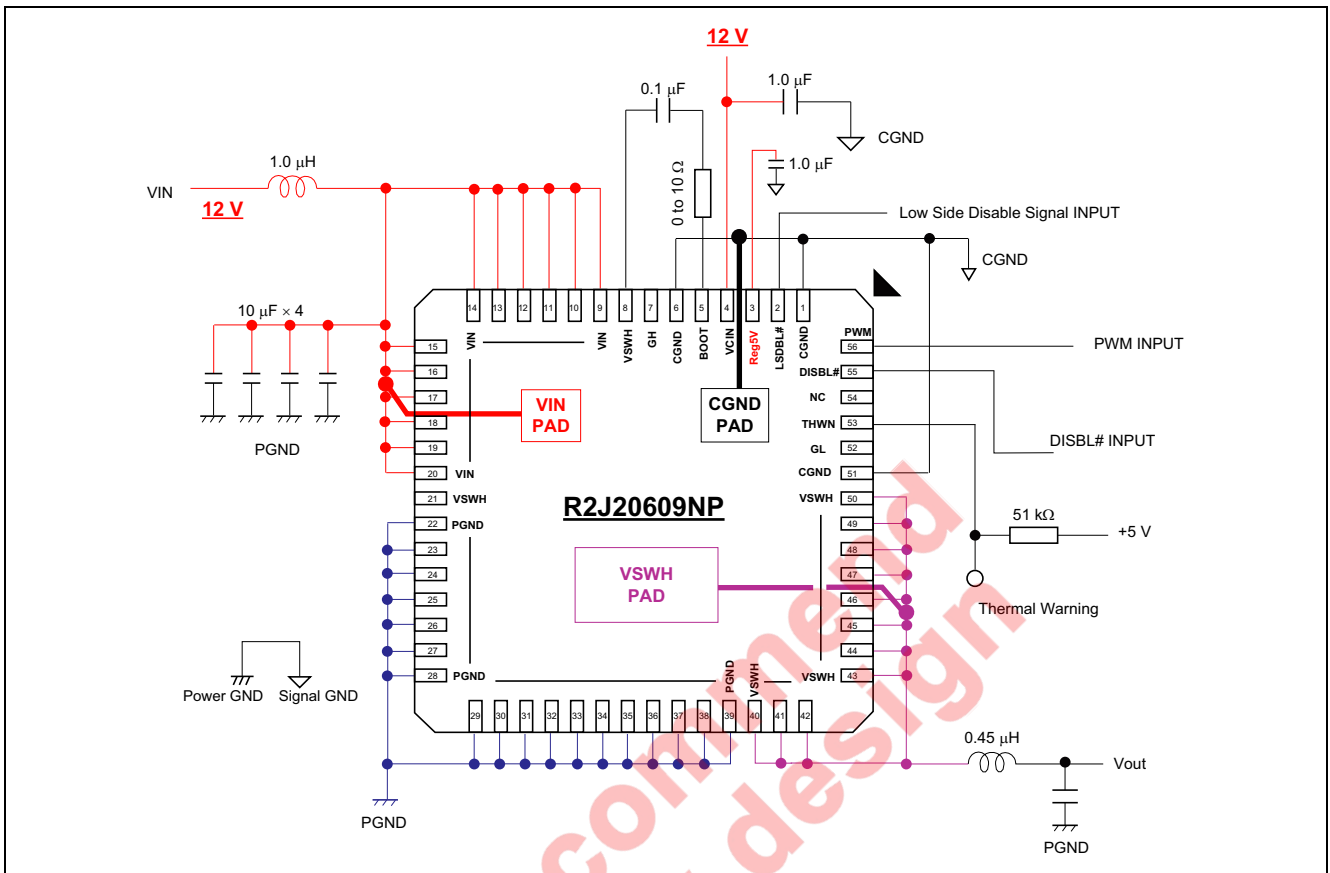 12 V
0.1 μF
1.0 μF
CGND
1.0 μH
1.0 μF
VIN
12 V
0 to 10 Ω
Low Side Disable Signal INPUT
CGND
14 13 12 11 10 9 8 7 6 5 4 3 2 1
VIN VIN VSWH GH CGND BOOT VCIN Reg5V LSDBL# CGND
10 μF × 4
PGND
15
16
17
18
19
20 VIN
21 VSWH
22 PGND
23
24
25
26
27
28 PGND
VIN
PAD
CGND
PAD
R2J20609NP
VSWH
PAD
PWM
56
PWM INPUT
DISBL# 55
NC 54
THWN 53
DISBL# INPUT
GL 52
CGND 51
VSWH 50
49
48
47
46
45
44
VSWH 43
51 kΩ
+5 V
Thermal Warning
Power GND Signal GND
PGND VSWH
29 30 31 32 33 34 35 36 37 38 39 40 41 42
0.45 μH
Vout
PGND
PGND
commend
design